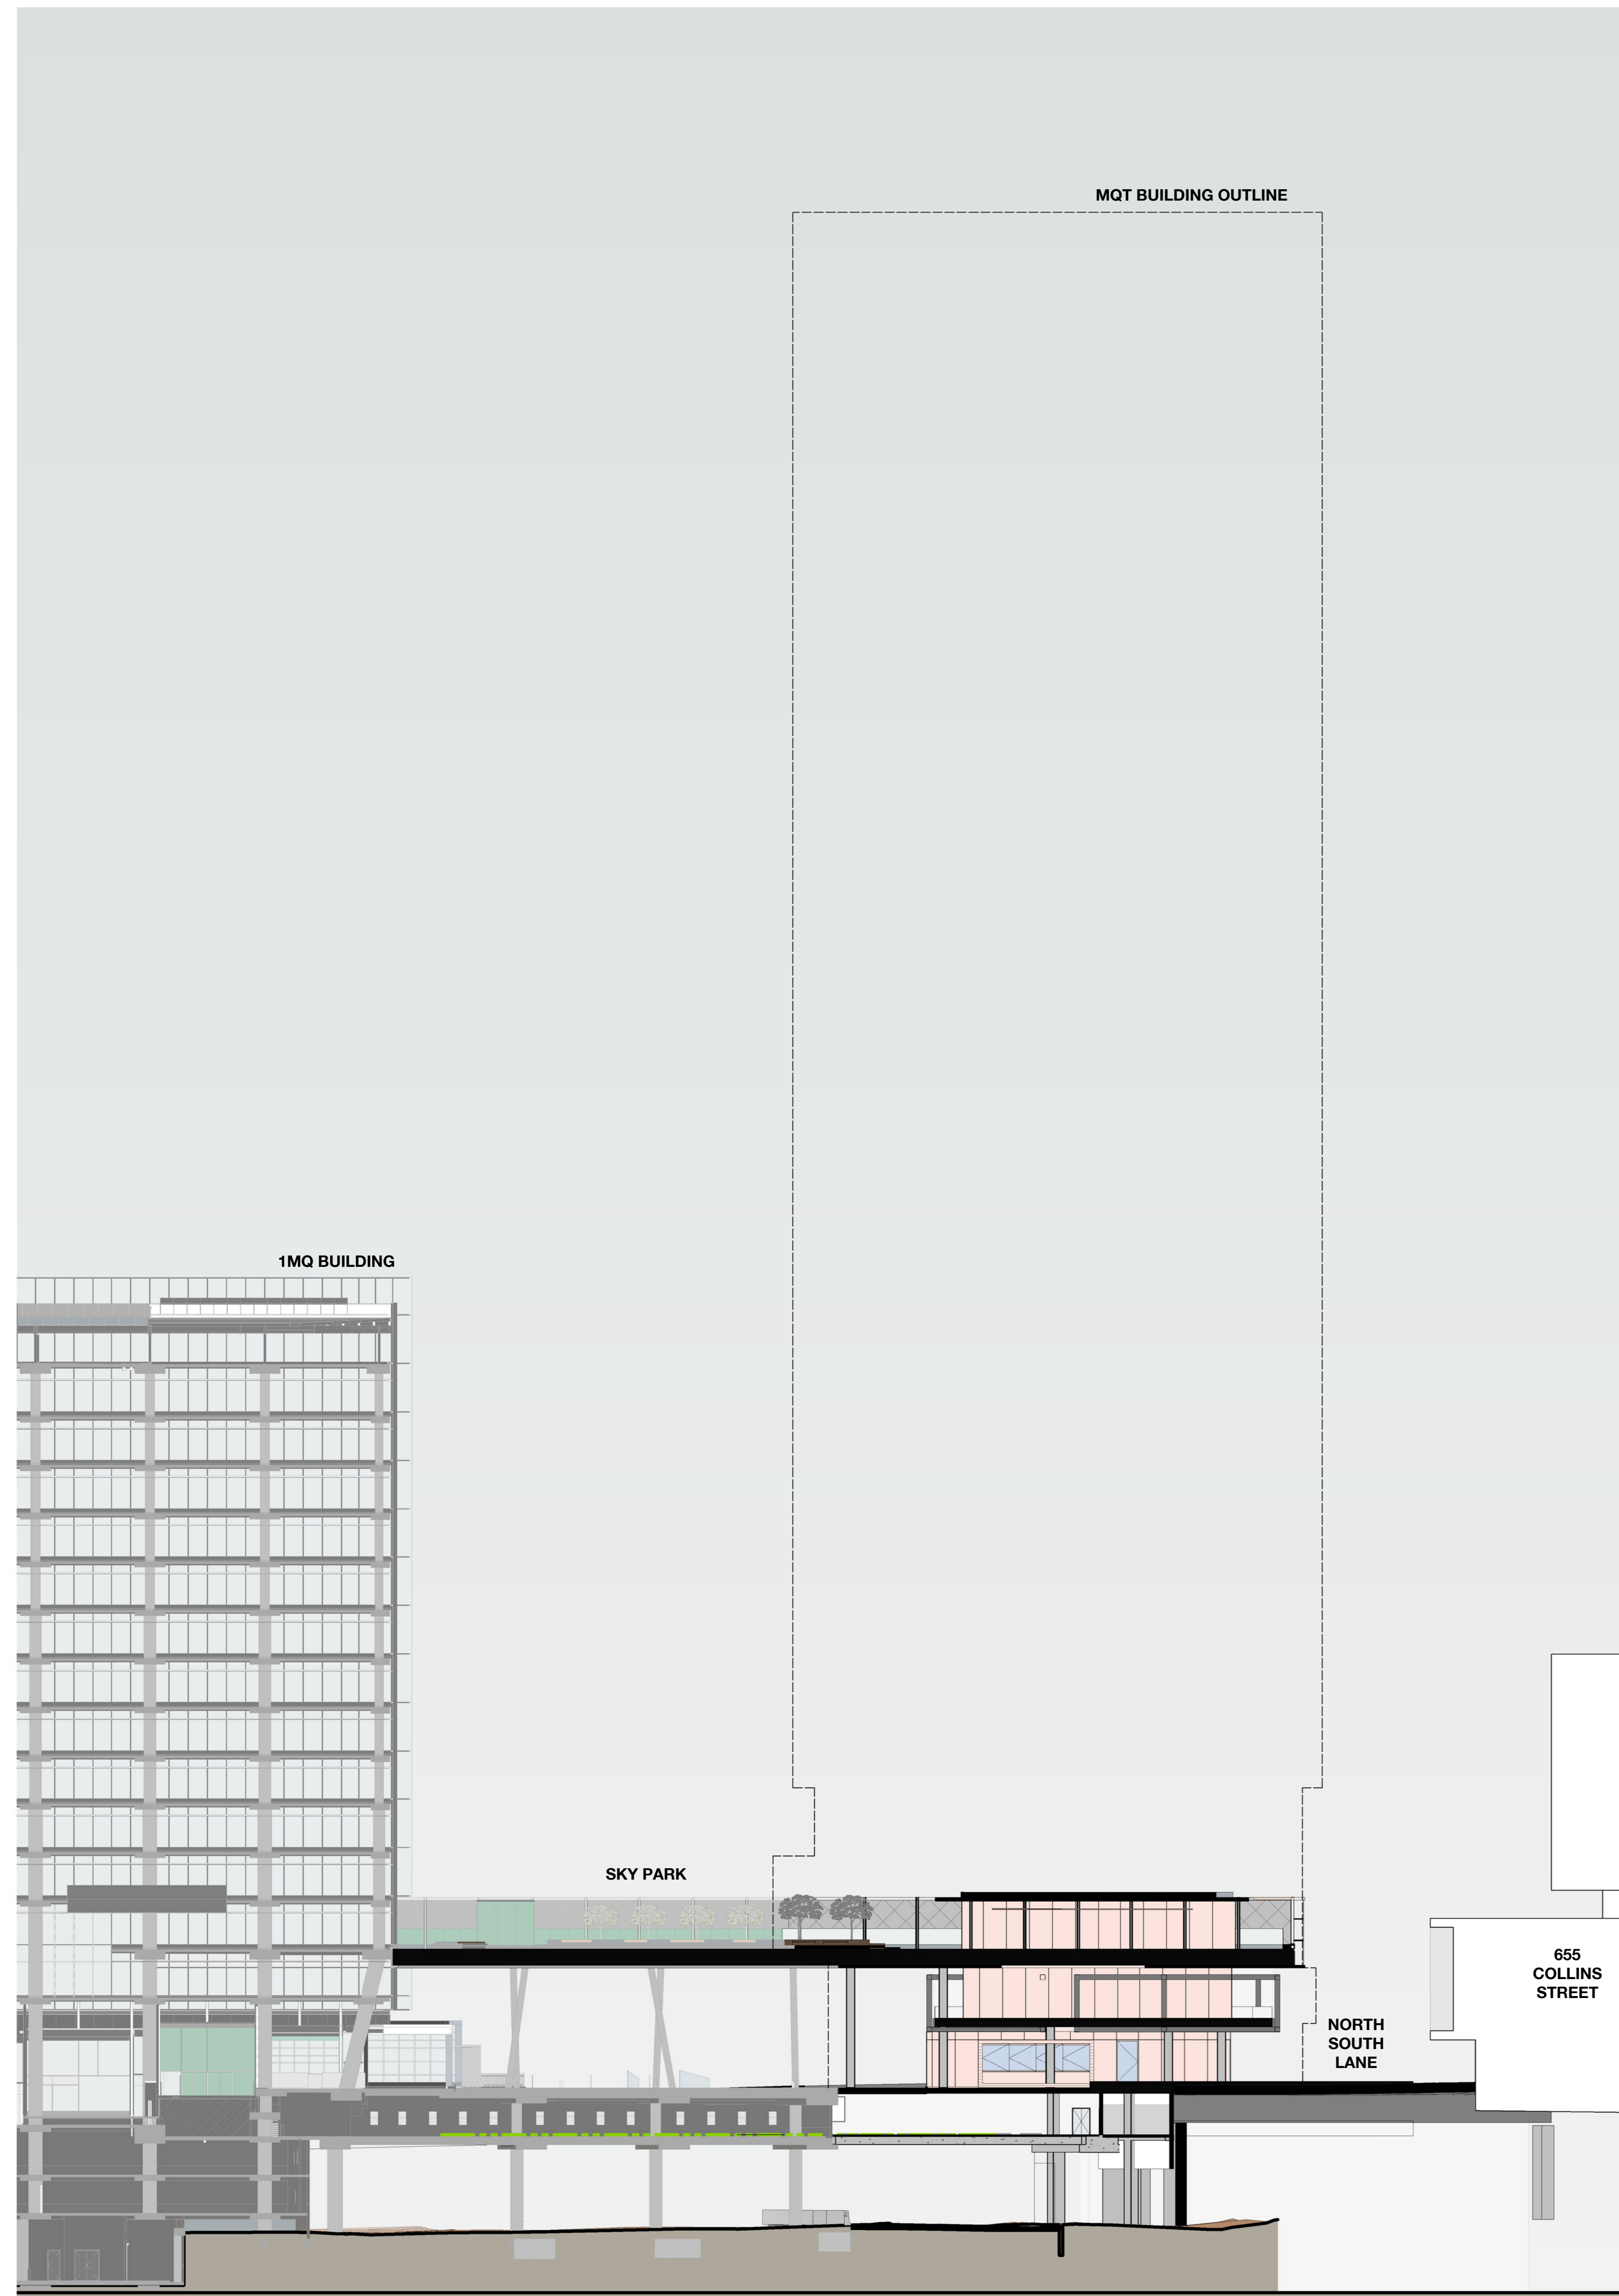 MQT BUILDING OUTLINE
1MQ BUILDING
SKY PARK
655
COLLINS
STREET
NORTH
SOUTH
LANE